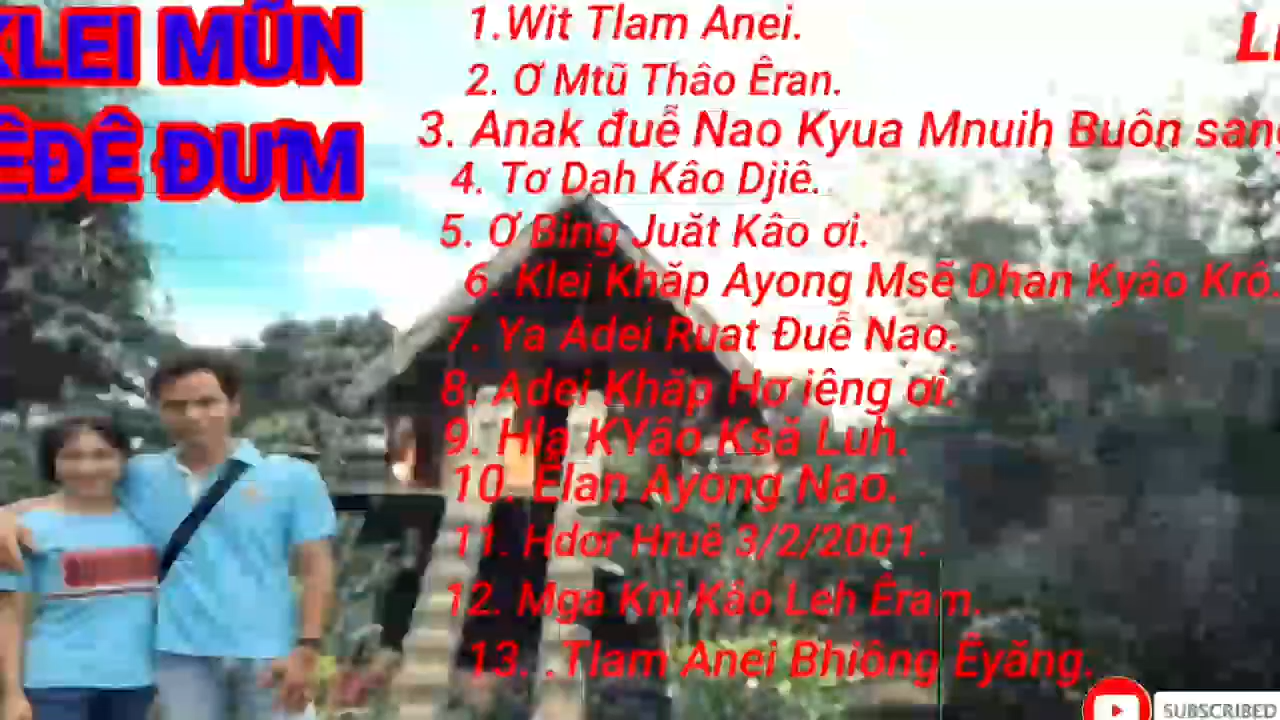 KLEI MŨN
ÊĐÊ ĐƯM
1.Wit Tlam Anei.
2. Ơ Mtũ Thâo Êran.
3. Anak đuễ Nao Kyua Mnuih Buôn sang
4. Tơ Dah Kâo Djiê.
5. Ơ Bing Juăt Kâo ơi.
6. Klei Khăp Ayong Msẽ Dhan Kyâo Krô.
7. Ya Adei Ruat Đuễ Nao.
8. Adei Khăp Hơ iêng ơi.
9. Hla KYâo Ksă Luh.
10. Êlan Ayong Nao.
11. Hdơr Hruê 3/2/2001.
12. Mga Kni Kâo Leh Êram.
13. .Tlam Anei Bhiông Êyăng.
SUBSCRIBED